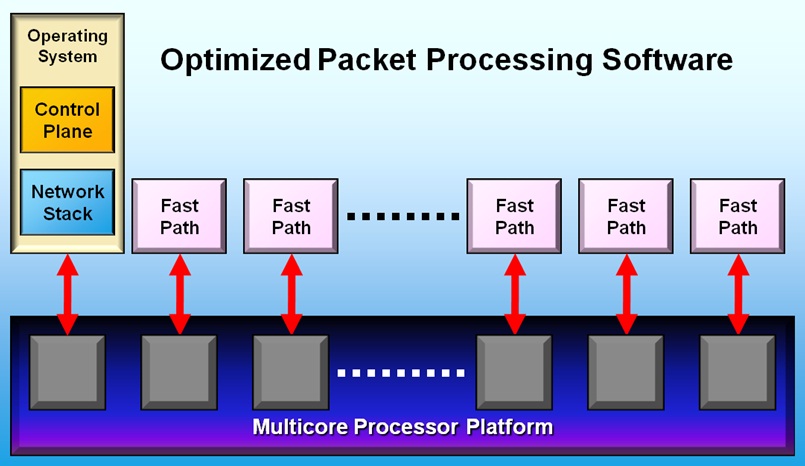 Optimized Packet Processing Software
Operating
System
Control
Plane
Network
Stack
Fast
Path
Fast
Path
Fast
Path
Fast
Path
Fast
Path
Multicore Processor Platform